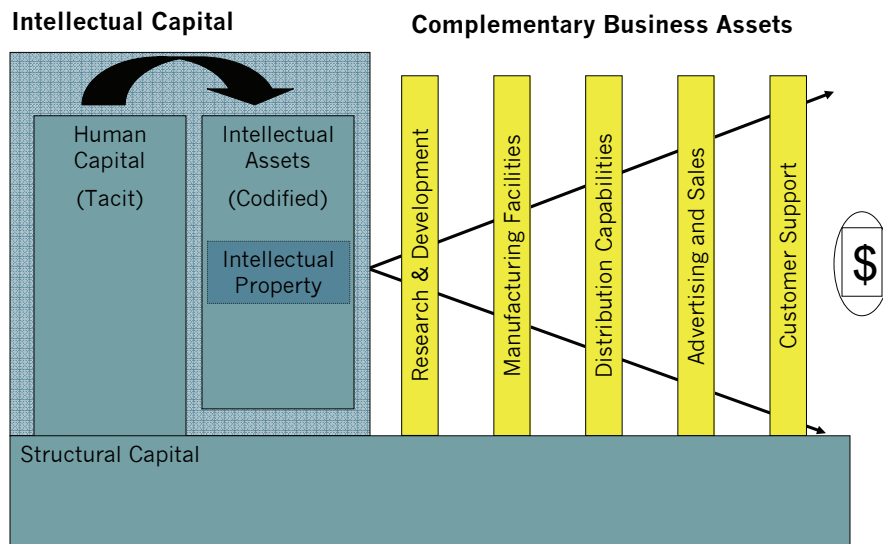 Intellectual Capital
Complementary Business Assets
Human
Capital
(Tacit)
Intellectual
Assets
(Codified)
Intellectual
Property
Research & Development
Manufacturing Facilities
Distribution Capabilities
Advertising and Sales
Customer Support
$
Structural Capital